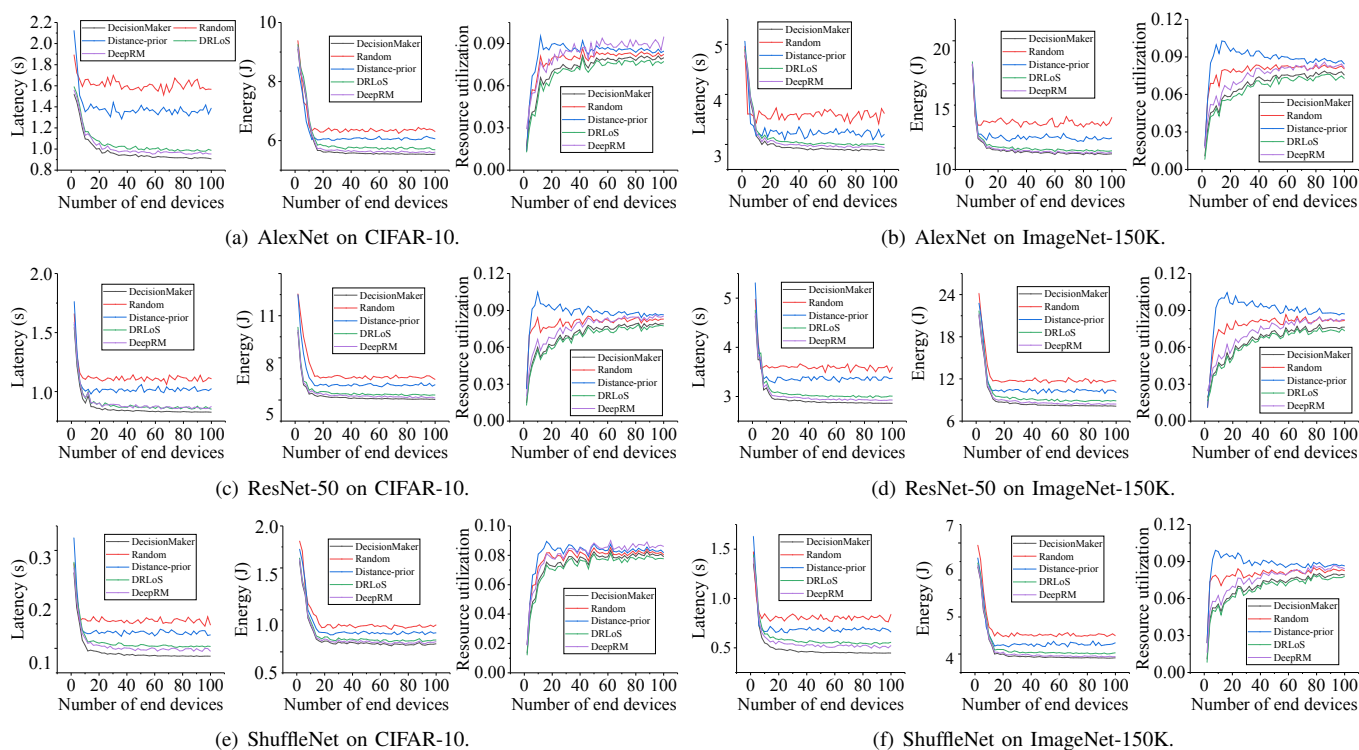 Latency (s)
2.2
2.0
1.8
1.6
1.4
1.2
1.0
0.8
0 20 40 60 80 100
Number of end devices
DecisionMaker
Random
Distance-prior
DRLoS
DeepRM
Energy (J)
10
8
6
0 20 40 60 80 100
Number of end devices
DecisionMaker
Random
Distance-prior
DRLoS
DeepRM
Resource utilization
0.09
0.06
0.03
0.00
0 20 40 60 80 100
Number of end devices
DecisionMaker
Random
Distance-prior
DRLoS
DeepRM
(a) AlexNet on CIFAR-10.
Latency (s)
5
4
3
0 20 40 60 80 100
Number of end devices
DecisionMaker
Random
Distance-prior
DRLoS
DeepRM
Energy (J)
20
15
10
0 20 40 60 80 100
Number of end devices
DecisionMaker
Random
Distance-prior
DRLoS
DeepRM
Resource utilization
0.12
0.09
0.06
0.03
0.00
0 20 40 60 80 100
Number of end devices
DecisionMaker
Random
Distance-prior
DRLoS
DeepRM
(b) AlexNet on ImageNet-150K.
Latency (s)
2.0
1.5
1.0
0 20 40 60 80 100
Number of end devices
DecisionMaker
Random
Distance-prior
DRLoS
DeepRM
Energy (J)
11
8
5
0 20 40 60 80 100
Number of end devices
DecisionMaker
Random
Distance-prior
DRLoS
DeepRM
Resource utilization
0.12
0.09
0.06
0.03
0.00
0 20 40 60 80 100
Number of end devices
DecisionMaker
Random
Distance-prior
DRLoS
DeepRM
(c) ResNet-50 on CIFAR-10.
Latency (s)
5
4
3
0 20 40 60 80 100
Number of end devices
DecisionMaker
Random
Distance-prior
DRLoS
DeepRM
Energy (J)
24
18
12
6
0 20 40 60 80 100
Number of end devices
DecisionMaker
Random
Distance-prior
DRLoS
DeepRM
Resource utilization
0.12
0.09
0.06
0.03
0.00
0 20 40 60 80 100
Number of end devices
DecisionMaker
Random
Distance-prior
DRLoS
DeepRM
(d) ResNet-50 on ImageNet-150K.
Latency (s)
0.3
0.2
0.1
0 20 40 60 80 100
Number of end devices
DecisionMaker
Random
Distance-prior
DRLoS
DeepRM
Energy (J)
2.0
1.5
1.0
0.5
0 20 40 60 80 100
Number of end devices
DecisionMaker
Random
Distance-prior
DRLoS
DeepRM
Resource utilization
0.10
0.08
0.06
0.04
0.02
0.00
0 20 40 60 80 100
Number of end devices
DecisionMaker
Random
Distance-prior
DRLoS
DeepRM
(e) ShuffleNet on CIFAR-10.
Latency (s)
1.5
1.0
0.5
0 20 40 60 80 100
Number of end devices
DecisionMaker
Random
Distance-prior
DRLoS
DeepRM
Energy (J)
7
6
5
4
0 20 40 60 80 100
Number of end devices
DecisionMaker
Random
Distance-prior
DRLoS
DeepRM
Resource utilization
0.12
0.09
0.06
0.03
0.00
0 20 40 60 80 100
Number of end devices
DecisionMaker
Random
Distance-prior
DRLoS
DeepRM
(f) ShuffleNet on ImageNet-150K.